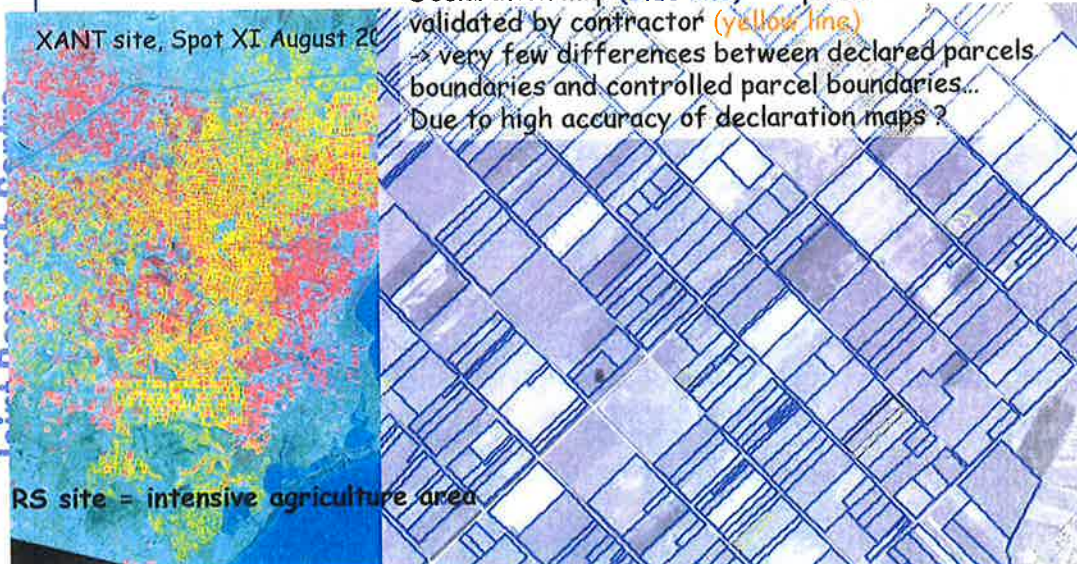 XANT site, Spot XI August 20
validated by contractor (yellow line)
-> very few differences between declared parcels
boundaries and controlled parcel boundaries...
Due to high accuracy of declaration maps ?
RS site = intensive agriculture area